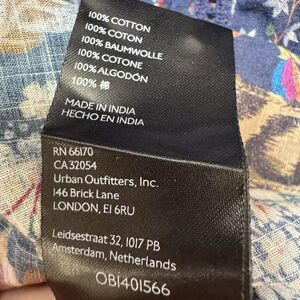 100% COTTON
100% COTON
100% BAUMWOLLE
100% COTONE
100% ALGODÓN
100% 棉
MADE IN INDIA
HECHO EN INDIA
RN 66170
CA32054
Urban Outfitters, Inc.
146 Brick Lane
LONDON, E1 6RU
Leidsestraat 32, 1017 PB
Amsterdam, Netherlands
OB1401566